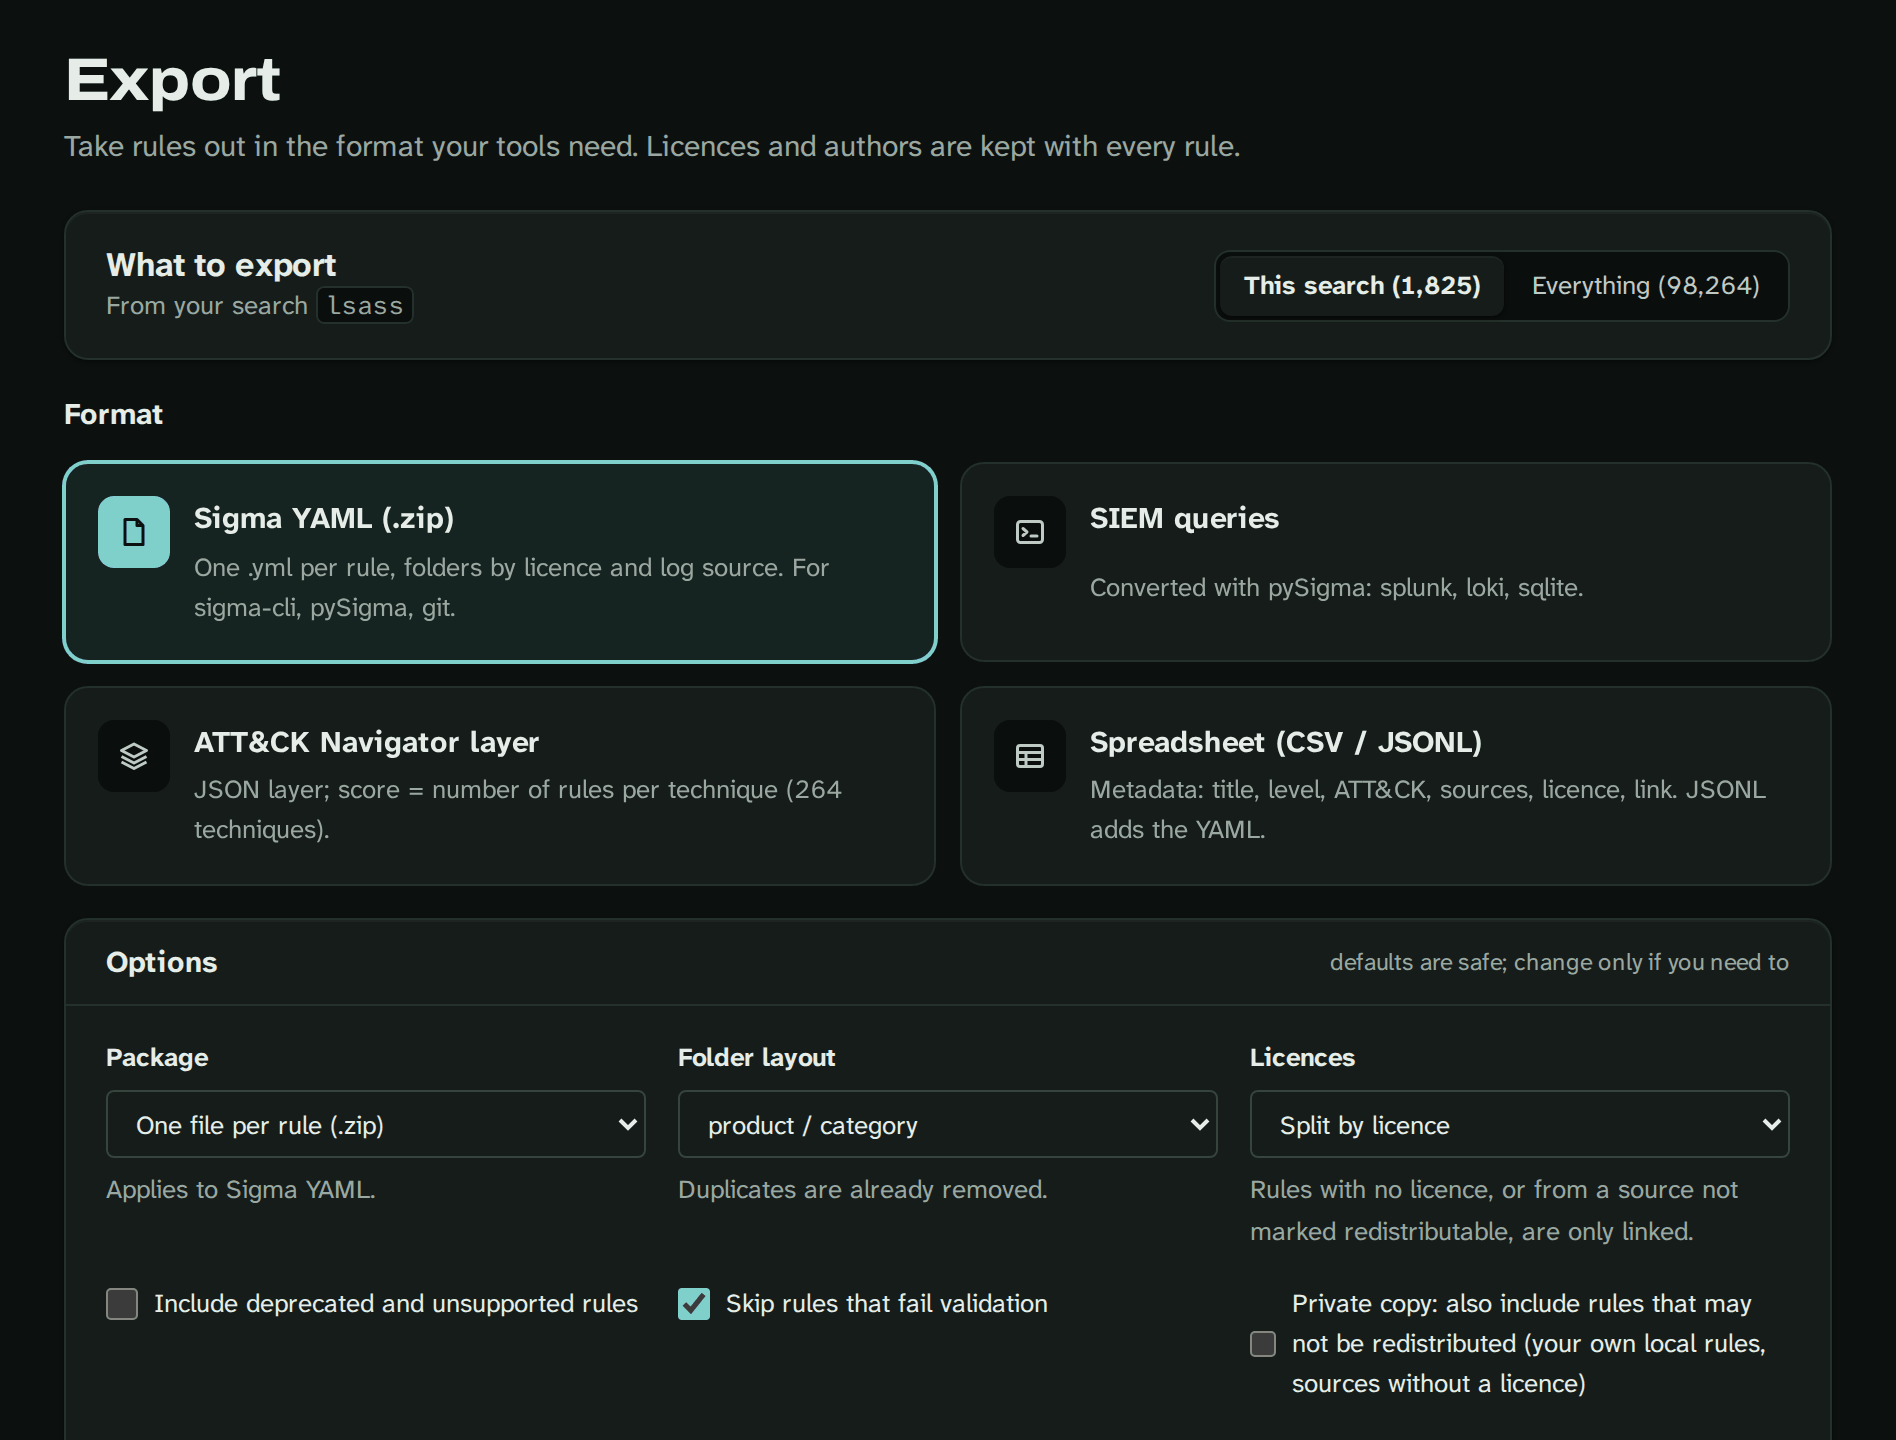 Export
Take rules out in the format your tools need. Licences and authors are kept with every rule.
What to export
From your search lsass
This search (1,825)
Everything (98,264)
Format
Sigma YAML (.zip)
One .yml per rule, folders by licence and log source. For
sigma-cli, pySigma, git.
SIEM queries
Converted with pySigma: splunk, loki, sqlite.
ATT&CK Navigator layer
JSON layer; score = number of rules per technique (264
techniques).
Spreadsheet (CSV / JSONL)
Metadata: title, level, ATT&CK, sources, licence, link. JSONL
adds the YAML.
Options
defaults are safe; change only if you need to
Package
One file per rule (.zip)
Applies to Sigma YAML.
Folder layout
product / category
Duplicates are already removed.
Licences
Split by licence
Rules with no licence, or from a source not
marked redistributable, are only linked.
Include deprecated and unsupported rules
Skip rules that fail validation
Private copy: also include rules that may
not be redistributed (your own local rules,
sources without a licence)